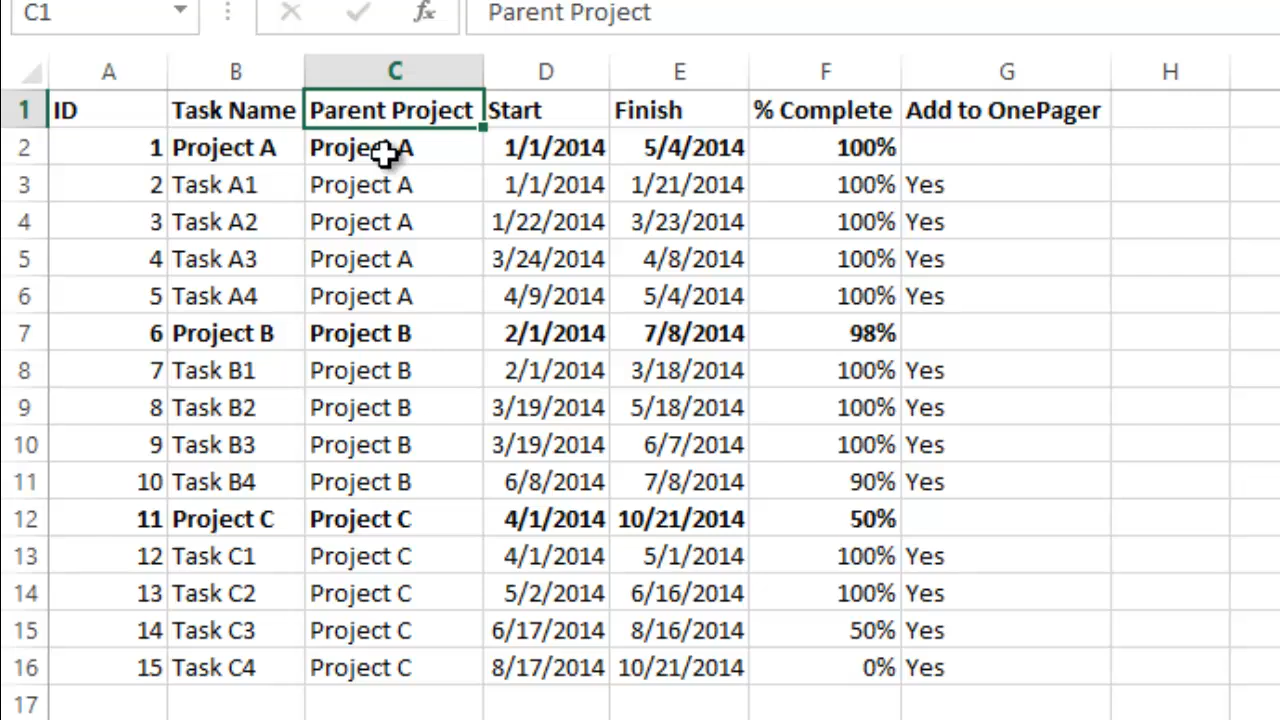 C1 fx Parent Project
A B C D E F G H
1 ID Task Name Parent Project Start Finish % Complete Add to OnePager
2 1 Project A Project A 1/1/2014 5/4/2014 100%
3 2 Task A1 Project A 1/1/2014 1/21/2014 100% Yes
4 3 Task A2 Project A 1/22/2014 3/23/2014 100% Yes
5 4 Task A3 Project A 3/24/2014 4/8/2014 100% Yes
6 5 Task A4 Project A 4/9/2014 5/4/2014 100% Yes
7 6 Project B Project B 2/1/2014 7/8/2014 98%
8 7 Task B1 Project B 2/1/2014 3/18/2014 100% Yes
9 8 Task B2 Project B 3/19/2014 5/18/2014 100% Yes
10 9 Task B3 Project B 3/19/2014 6/7/2014 100% Yes
11 10 Task B4 Project B 6/8/2014 7/8/2014 90% Yes
12 11 Project C Project C 4/1/2014 10/21/2014 50%
13 12 Task C1 Project C 4/1/2014 5/1/2014 100% Yes
14 13 Task C2 Project C 5/2/2014 6/16/2014 100% Yes
15 14 Task C3 Project C 6/17/2014 8/16/2014 50% Yes
16 15 Task C4 Project C 8/17/2014 10/21/2014 0% Yes
17